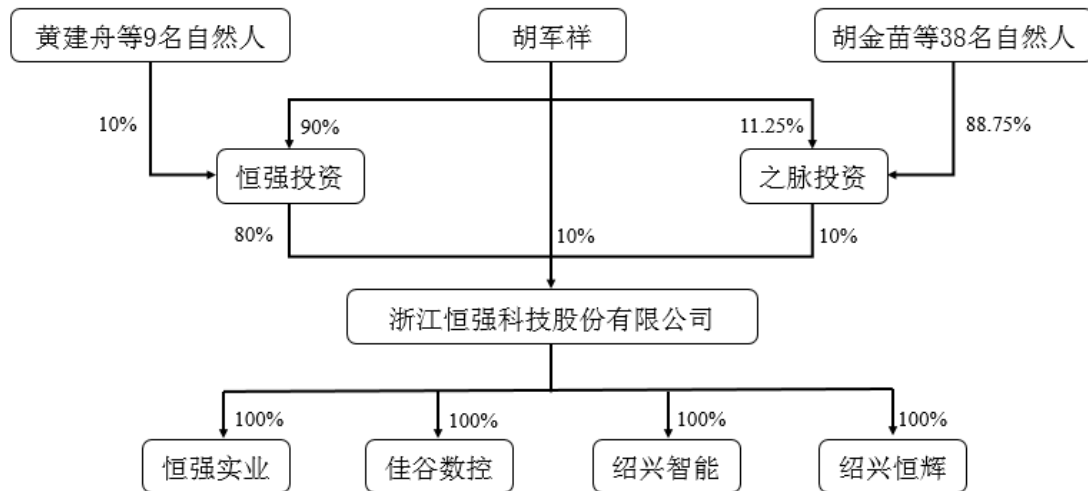 黄建舟等9名自然人
胡军祥
胡金苗等38名自然人
10%
90%
11.25%
88.75%
恒强投资
之脉投资
80%
10%
10%
浙江恒强科技股份有限公司
100%
100%
100%
100%
恒强实业
佳谷数控
绍兴智能
绍兴恒辉